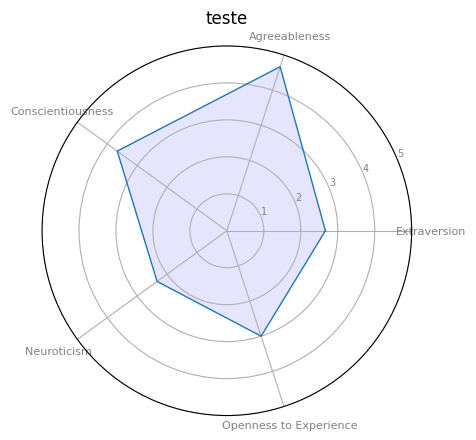 teste
Agreeableness
Conscientiousness
5
4
3
2
1
Extraversion
Neuroticism
Openness to Experience